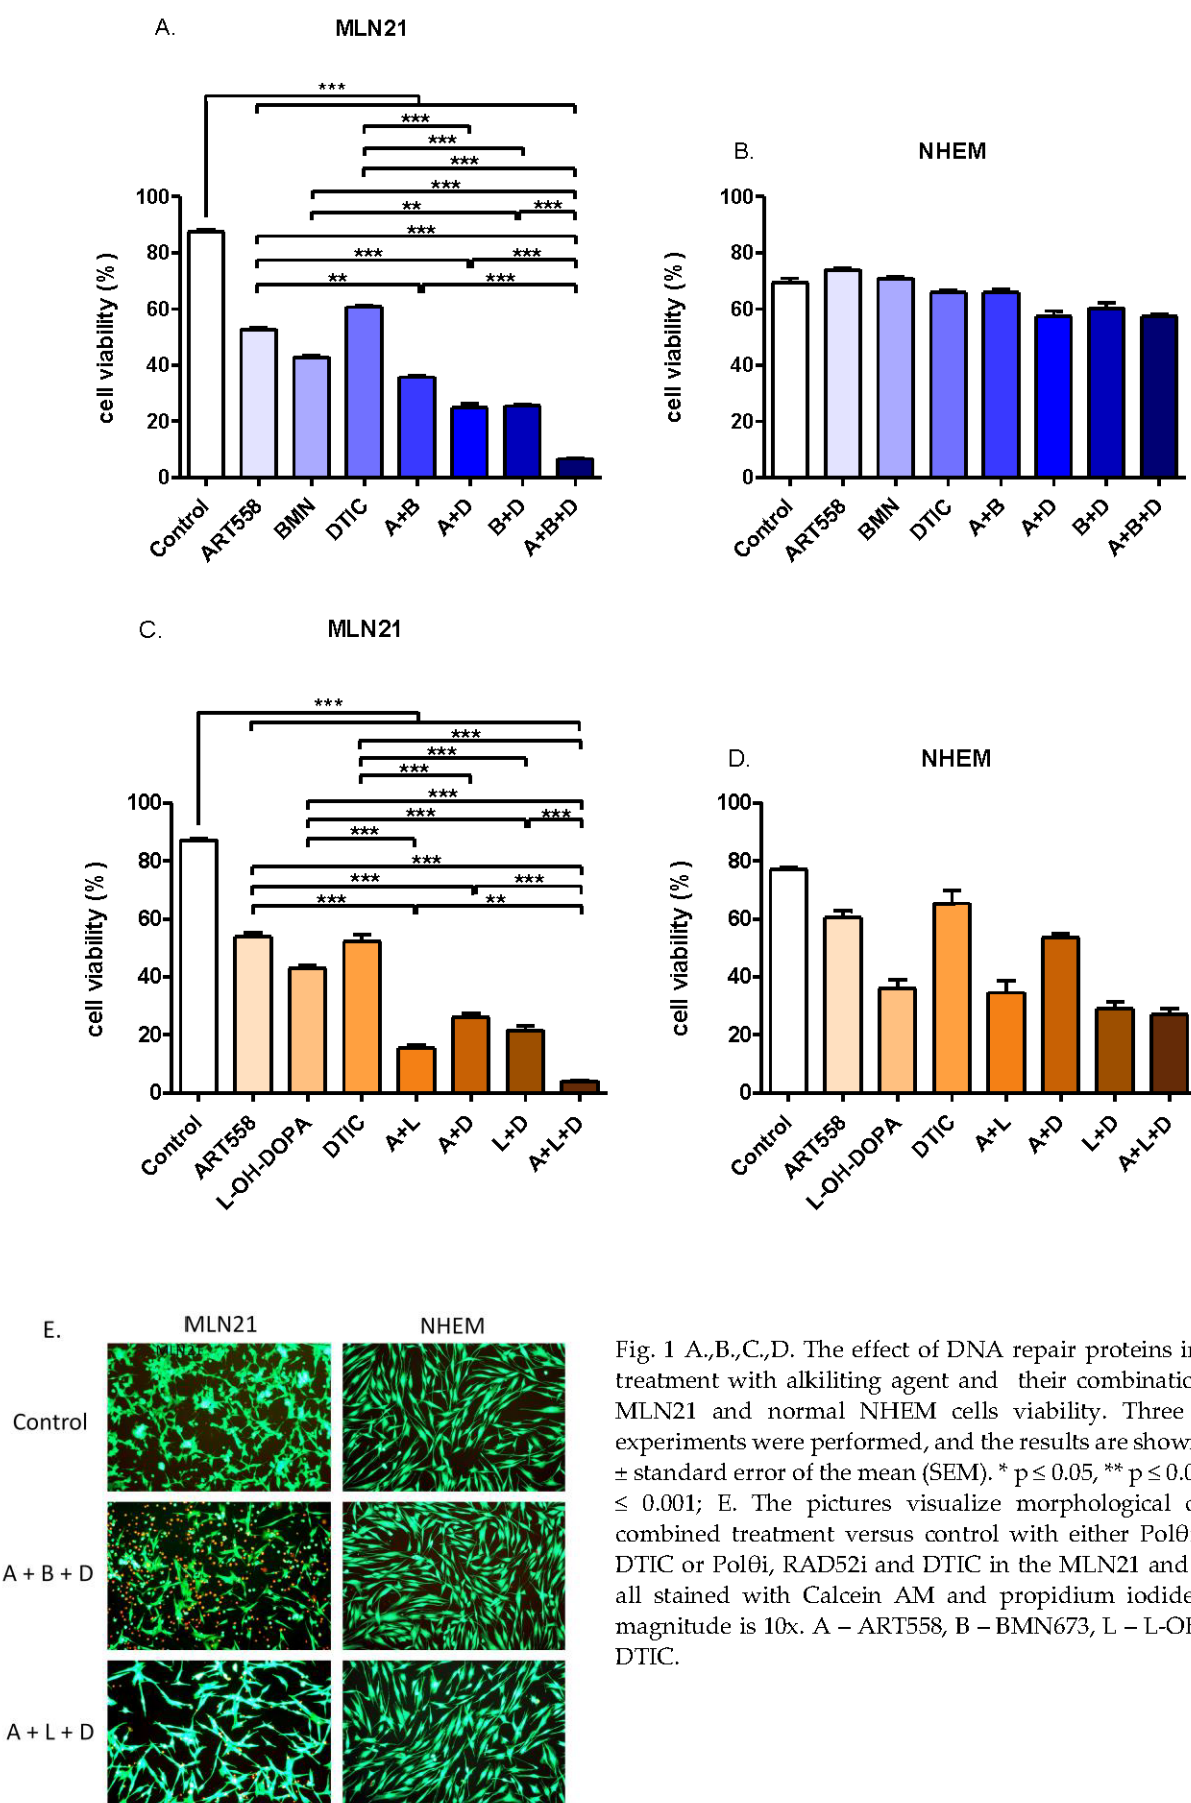 A.
MLN21
***
***
***
***
***
** ***
***
*** ***
** ***
cell viability (%)
100
80
60
40
20
0
Control ART558 BMN DTIC A+B A+D B+D A+B+D
B.
NHEM
cell viability (%)
100
80
60
40
20
0
Control ART558 BMN DTIC A+B A+D B+D A+B+D
C.
MLN21
***
***
***
***
***
*** ***
***
***
*** ***
*** **
cell viability (%)
100
80
60
40
20
0
Control ART558 L-OH-DOPA DTIC A+L A+D L+D A+L+D
D.
NHEM
cell viability (%)
100
80
60
40
20
0
Control ART558 L-OH-DOPA DTIC A+L A+D L+D A+L+D
E.
MLN21 NHEM
MLN21
Control
A + B + D
A + L + D
Fig. 1 A.,B.,C.,D. The effect of DNA repair proteins in
treatment with alkiliting agent and their combinatio
MLN21 and normal NHEM cells viability. Three
experiments were performed, and the results are show
± standard error of the mean (SEM). * p ≤ 0.05, ** p ≤ 0.0
≤ 0.001; E. The pictures visualize morphological c
combined treatment versus control with either Polθ
DTIC or Polθi, RAD52i and DTIC in the MLN21 and
all stained with Calcein AM and propidium iodide
magnitude is 10x. A – ART558, B – BMN673, L – L-OH
DTIC.